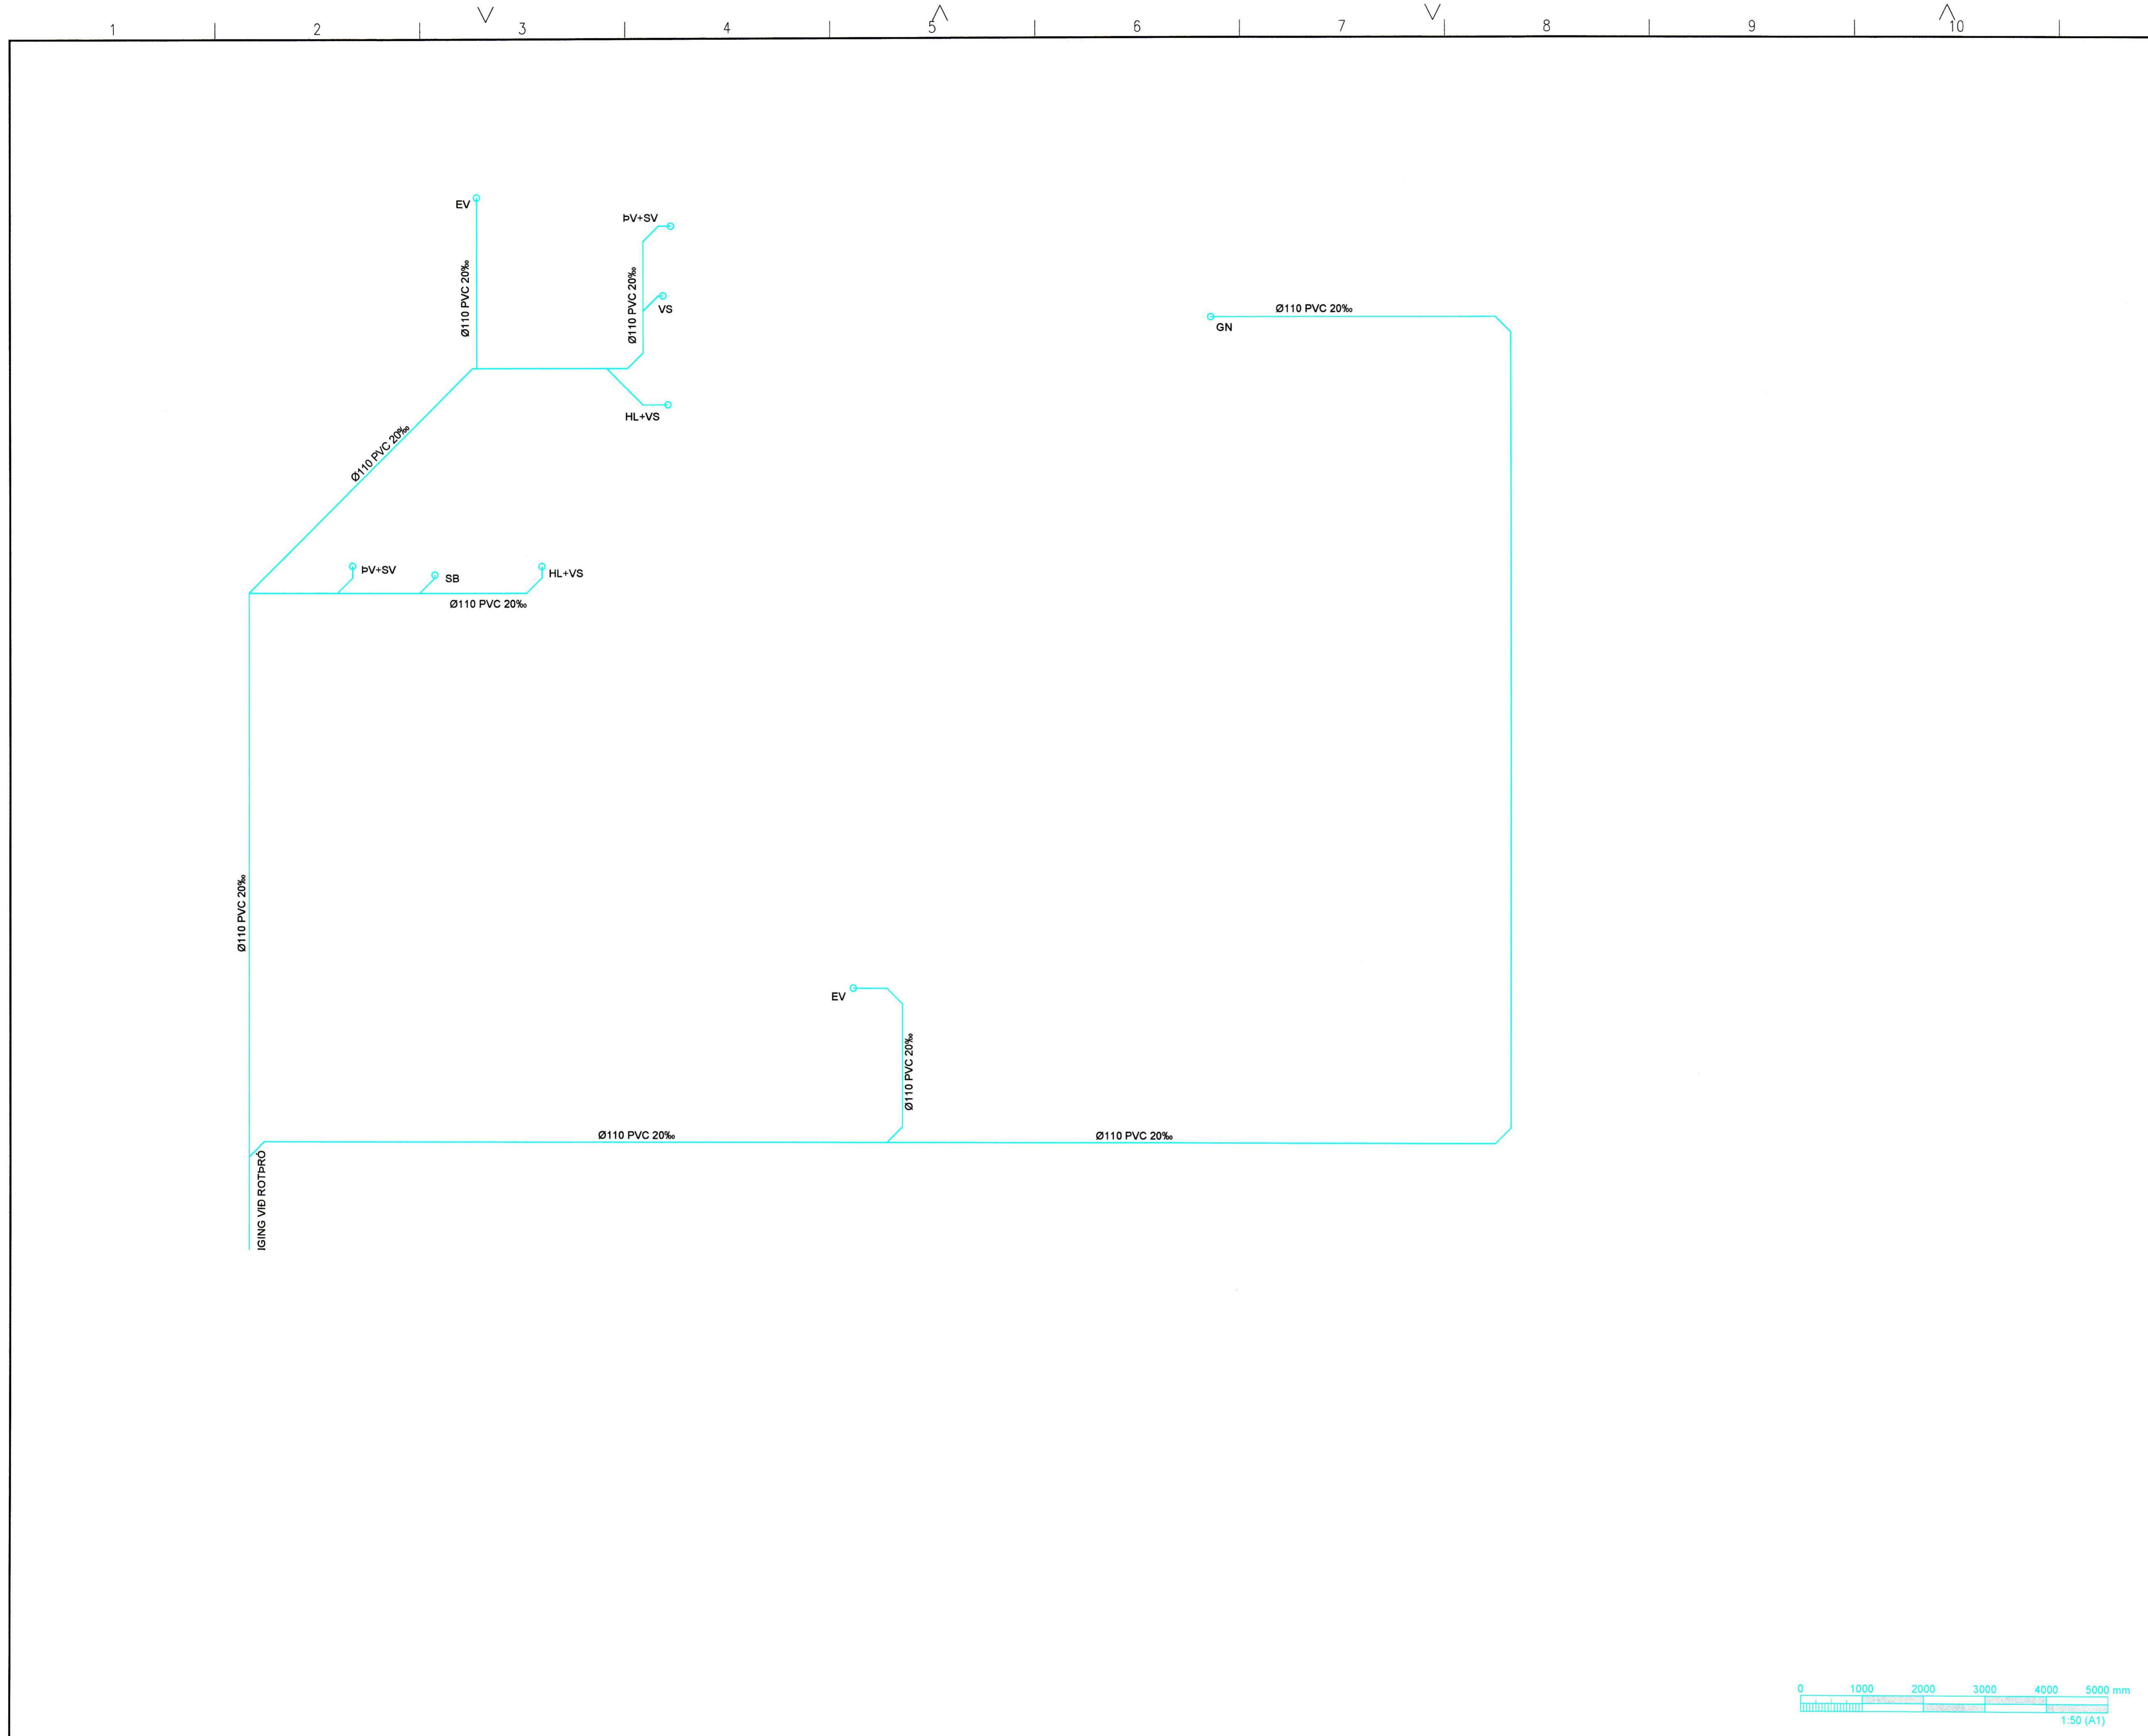 1 2 3 4 5 6 7 8 9 10
EV
ÞV+SV
Ø110 PVC 20‰
Ø110 PVC 20‰
VS
Ø110 PVC 20‰
GN
HL+VS
Ø110 PVC 20‰
ÞV+SV
SB
HL+VS
Ø110 PVC 20‰
Ø110 PVC 20‰
EV
Ø110 PVC 20‰
Ø110 PVC 20‰
Ø110 PVC 20‰
IGING VIÐ ROTÞRÓ
0 1000 2000 3000 4000 5000 mm
1:50 (A1)